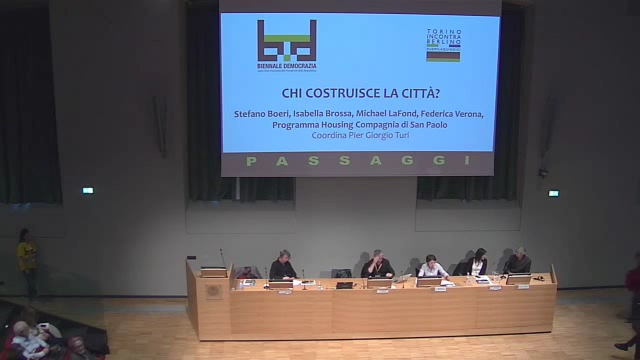 btd
BIENNALE DEMOCRAZIA
TORINO
INCONTRA
BERLINO
CHI COSTRUISCE LA CITTÀ?
Stefano Boeri, Isabella Brossa, Michael LaFond, Federica Verona,
Programma Housing Compagnia di San Paolo
Coordina Pier Giorgio Turi
PASSAGGI